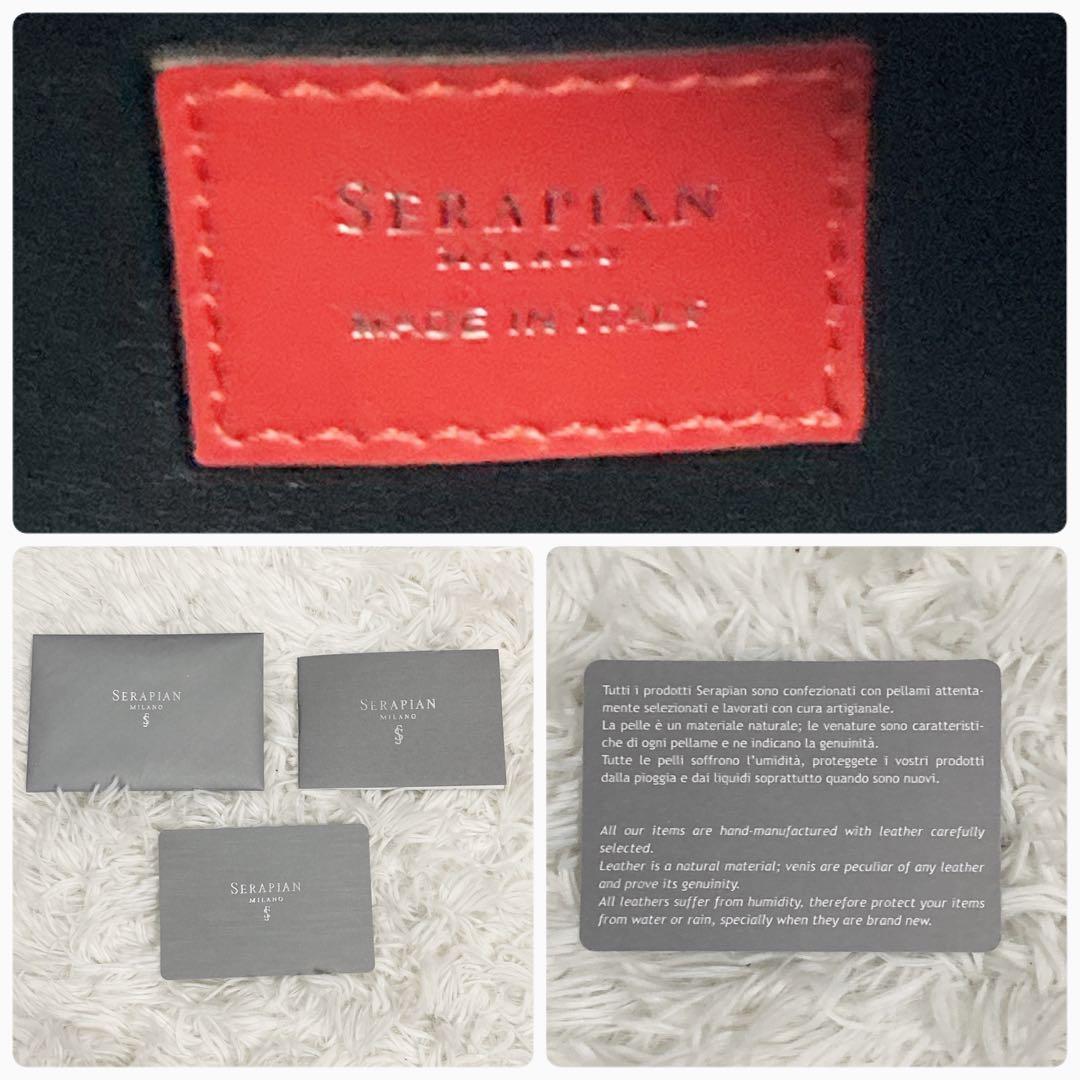 SERAPIAN
MILANO
MADE IN ITALY
SERAPIAN
MILANO
SERAPIAN
MILANO
SERAPIAN
MILANO
Tutti i prodotti Serapian sono confezionati con pellami attenta-
mente selezionati e lavorati con cura artigianale.
La pelle è un materiale naturale; le venature sono caratteristi-
che di ogni pellame e ne indicano la genuinità.
Tutte le pelli soffrono l'umidità, proteggete i vostri prodotti
dalla pioggia e dai liquidi soprattutto quando sono nuovi.
All our items are hand-manufactured with leather carefully
selected.
Leather is a natural material; venis are peculiar of any leather
and prove its genuinity.
All leathers suffer from humidity, therefore protect your items
from water or rain, specially when they are brand new.